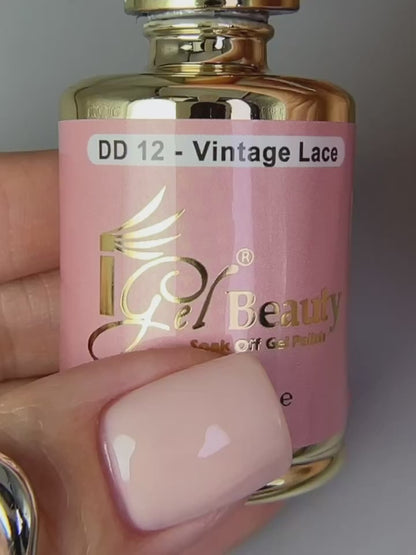 DD 12 - Vintage Lace
iGel Beauty®
Soak Off Gel Polish
e